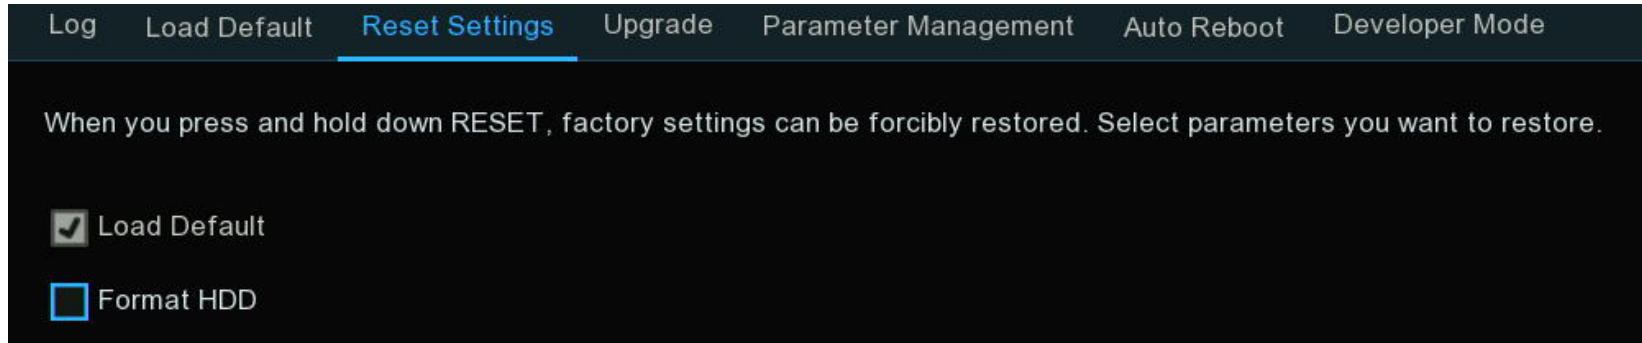 Log Load Default Reset Settings Upgrade Parameter Management Auto Reboot Developer Mode
When you press and hold down RESET, factory settings can be forcibly restored. Select parameters you want to restore.
Load Default
Format HDD